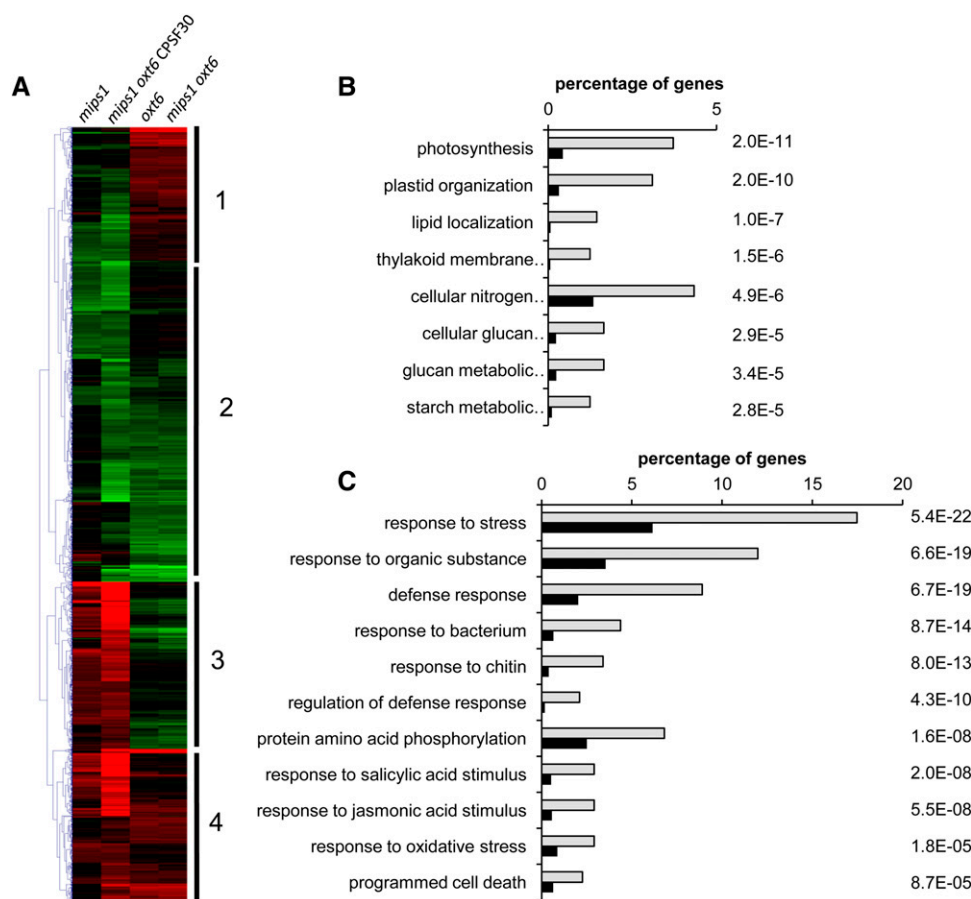 A
mips1
mips1 oxt6 CPSF30
oxt6
mips1 oxt6
1
2
3
4
B
percentage of genes
0 5
photosynthesis 2.0E-11
plastid organization 2.0E-10
lipid localization 1.0E-7
thylakoid membrane.. 1.5E-6
cellular nitrogen.. 4.9E-6
cellular glucan.. 2.9E-5
glucan metabolic.. 3.4E-5
starch metabolic.. 2.8E-5
C
percentage of genes
0 5 10 15 20
response to stress 5.4E-22
response to organic substance 6.6E-19
defense response 6.7E-19
response to bacterium 8.7E-14
response to chitin 8.0E-13
regulation of defense response 4.3E-10
protein amino acid phosphorylation 1.6E-08
response to salicylic acid stimulus 2.0E-08
response to jasmonic acid stimulus 5.5E-08
response to oxidative stress 1.8E-05
programmed cell death 8.7E-05